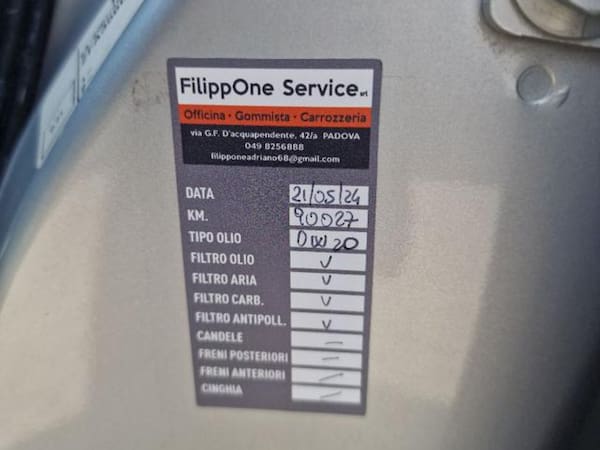 FilippOne Service srl
Officina · Gommista · Carrozzeria
via G.F. D'acquapendente, 42/a PADOVA
049 8256888
filipponeadriano68@gmail.com
DATA 21/05/24
KM. 90027
TIPO OLIO 0W20
FILTRO OLIO V
FILTRO ARIA V
FILTRO CARB. V
FILTRO ANTIPOLL. V
CANDELE –
FRENI POSTERIORI –
FRENI ANTERIORI –
CINGHIA –